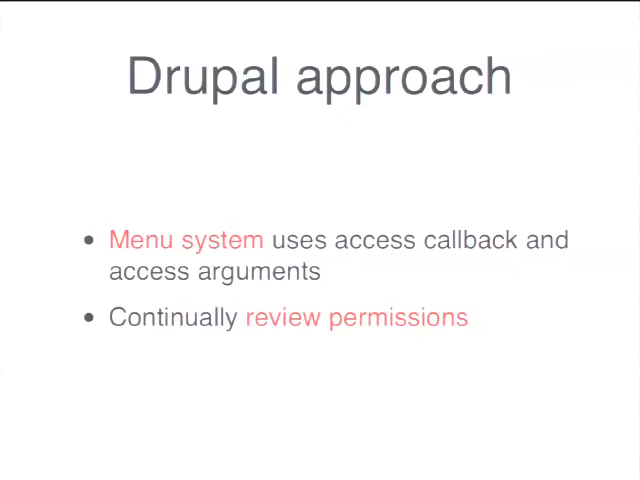 Drupal approach
• Menu system uses access callback and
access arguments
• Continually review permissions